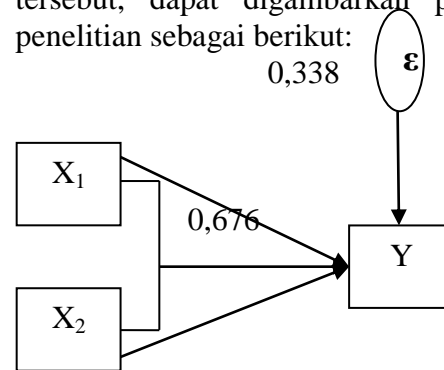 tersebut, dapat digambarkan p
penelitian sebagai berikut:
0,338
ε
X₁
0,676
Y
X₂